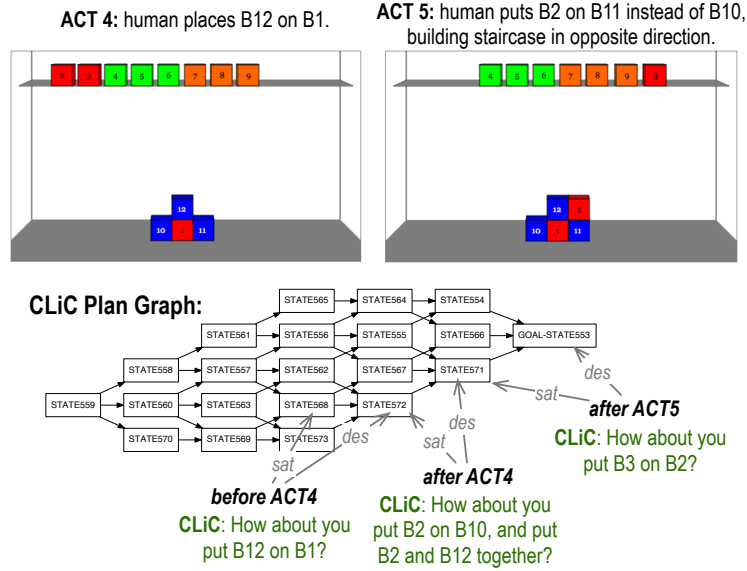 ACT 4: human places B12 on B1.
ACT 5: human puts B2 on B11 instead of B10,
building staircase in opposite direction.
2 3 4 5 6 7 8 9
12
10 1 11
4 5 6 7 8 9 3
12 2
10 1 11
CLiC Plan Graph:
STATE565 STATE564 STATE554
STATE561 STATE556 STATE555 STATE566 GOAL-STATE553
STATE558 STATE557 STATE562 STATE567 STATE571
STATE559 STATE560 STATE563 STATE568 STATE572
STATE570 STATE569 STATE573
sat des
sat des
sat des
before ACT4
CLiC: How about you
put B12 on B1?
after ACT4
CLiC: How about you
put B2 on B10, and put
B2 and B12 together?
after ACT5
CLiC: How about you
put B3 on B2?